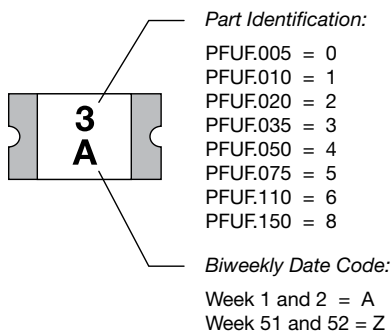 Part Identification:
PFUF.005 = 0
PFUF.010 = 1
PFUF.020 = 2
PFUF.035 = 3
PFUF.050 = 4
PFUF.075 = 5
PFUF.110 = 6
PFUF.150 = 8
3
A
Biweekly Date Code:
Week 1 and 2 = A
Week 51 and 52 = Z